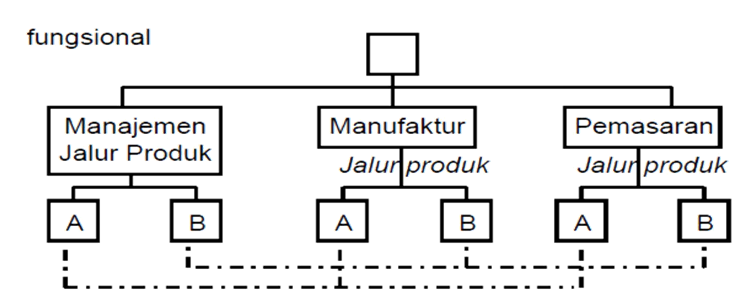 fungsional
Manajemen
Jalur Produk
Manufaktur
Pemasaran
Jalur produk
Jalur produk
A
B
A
B
A
B